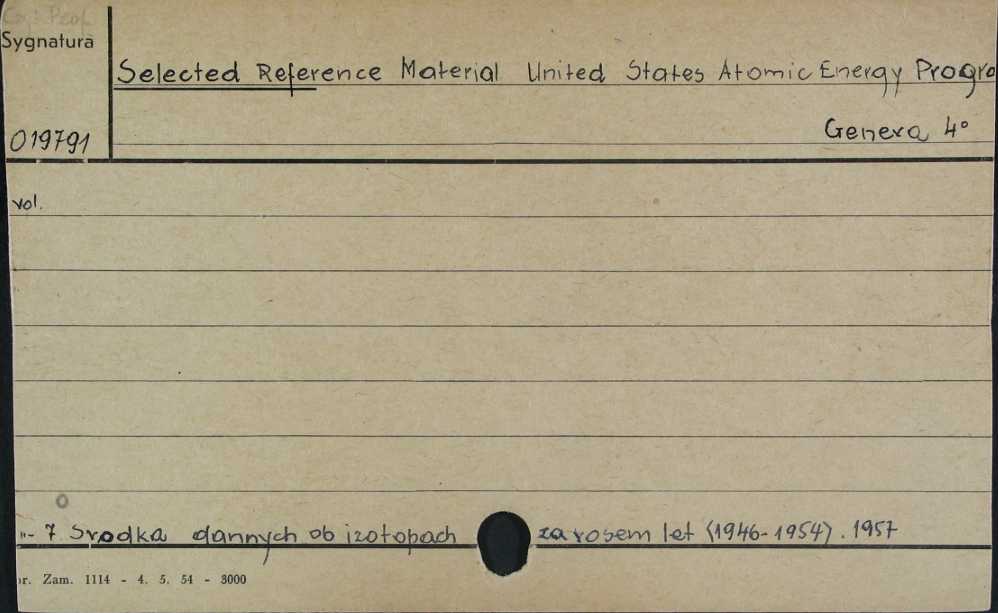 Sygnatura
Selected Reference Material United States Atomic Energy Progra
019791
Geneva 4°
vol.
"- 7 Svodka dannych ob izotopach za vosem let (1946-1954). 1957
r. Zam. 1114 - 4. 5. 54 - 3000